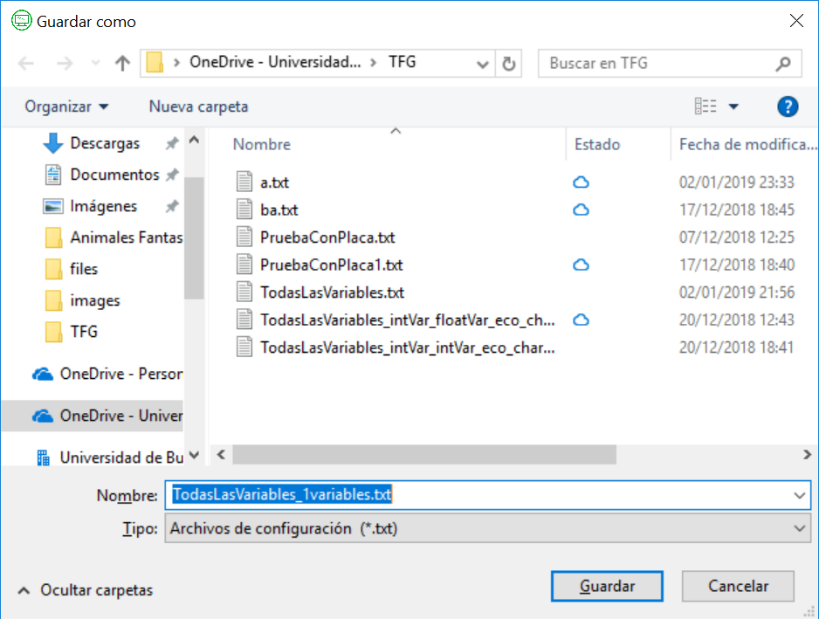 Guardar como
OneDrive - Universidad... > TFG
Buscar en TFG
Organizar
Nueva carpeta
Descargas
Documentos
Imágenes
Animales Fantas
files
images
TFG
OneDrive - Person
OneDrive - Univer
Universidad de Bu
Nombre Estado Fecha de modifica...
a.txt 02/01/2019 23:33
ba.txt 17/12/2018 18:45
PruebaConPlaca.txt 07/12/2018 12:25
PruebaConPlaca1.txt 17/12/2018 18:40
TodasLasVariables.txt 02/01/2019 21:56
TodasLasVariables_intVar_floatVar_eco_ch... 20/12/2018 12:43
TodasLasVariables_intVar_intVar_eco_char... 20/12/2018 18:41
Nombre: TodasLasVariables_1variables.txt
Tipo: Archivos de configuración (*.txt)
Ocultar carpetas
Guardar
Cancelar